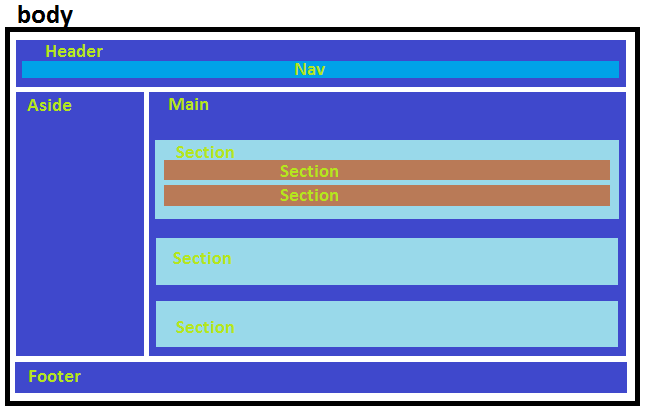 body
Header
Nav
Aside
Main
Section
Section
Section
Section
Section
Footer